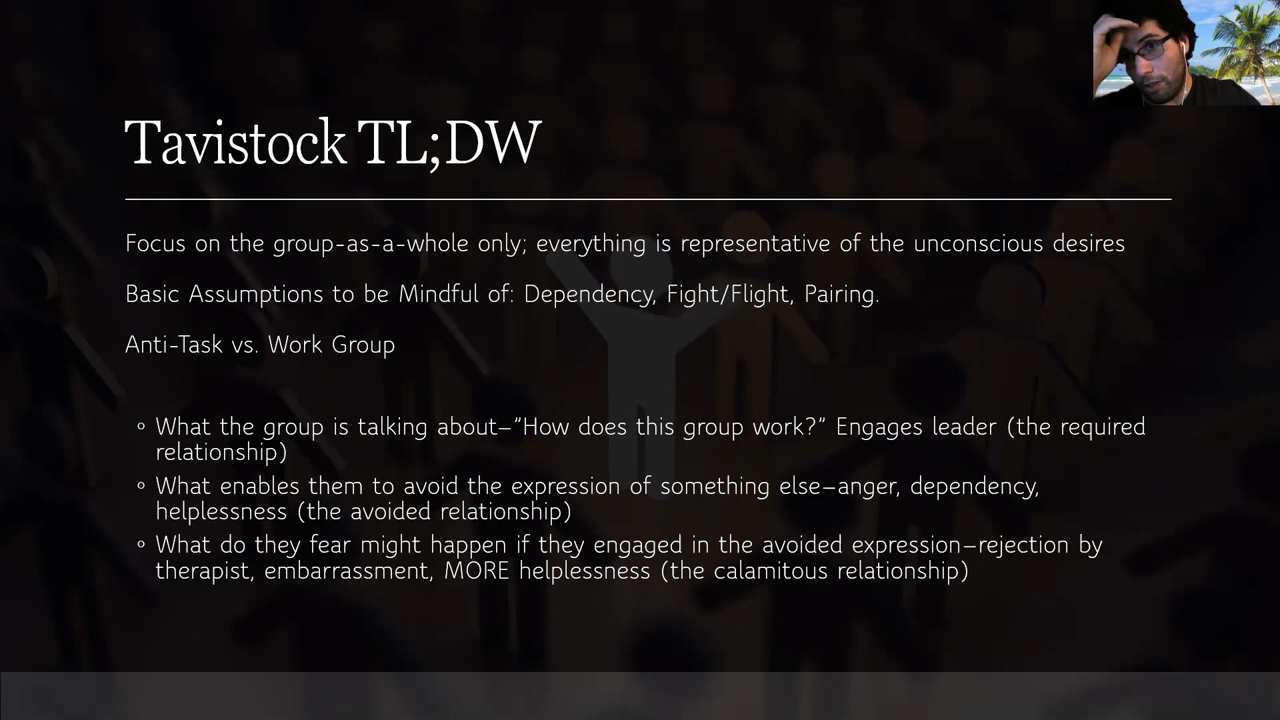 Tavistock TL;DW
Focus on the group-as-a-whole only; everything is representative of the unconscious desires
Basic Assumptions to be Mindful of: Dependency, Fight/Flight, Pairing.
Anti-Task vs. Work Group
◦ What the group is talking about–"How does this group work?" Engages leader (the required
relationship)
◦ What enables them to avoid the expression of something else–anger, dependency,
helplessness (the avoided relationship)
◦ What do they fear might happen if they engaged in the avoided expression–rejection by
therapist, embarrassment, MORE helplessness (the calamitous relationship)